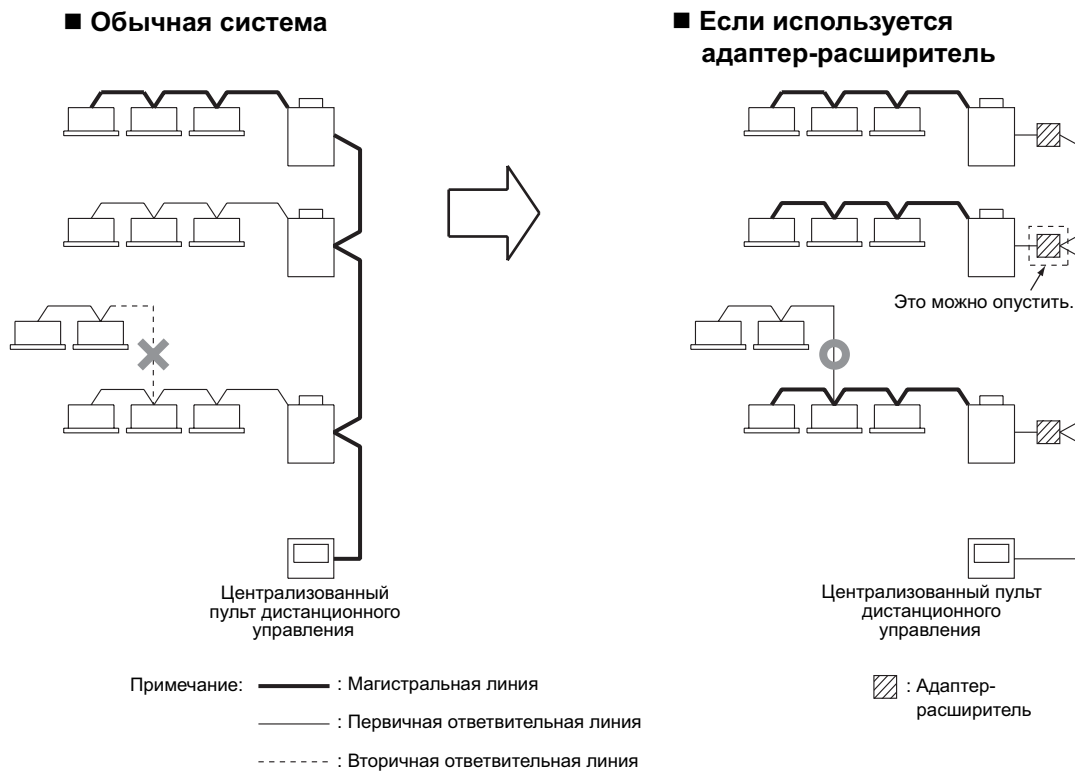 ■ Обычная система
■ Если используется
адаптер-расширитель
Это можно опустить.
Централизованный
пульт дистанционного
управления
Централизованный пульт
дистанционного
управления
Примечание: : Магистральная линия
: Первичная ответвительная линия
: Вторичная ответвительная линия
: Адаптер-
расширитель